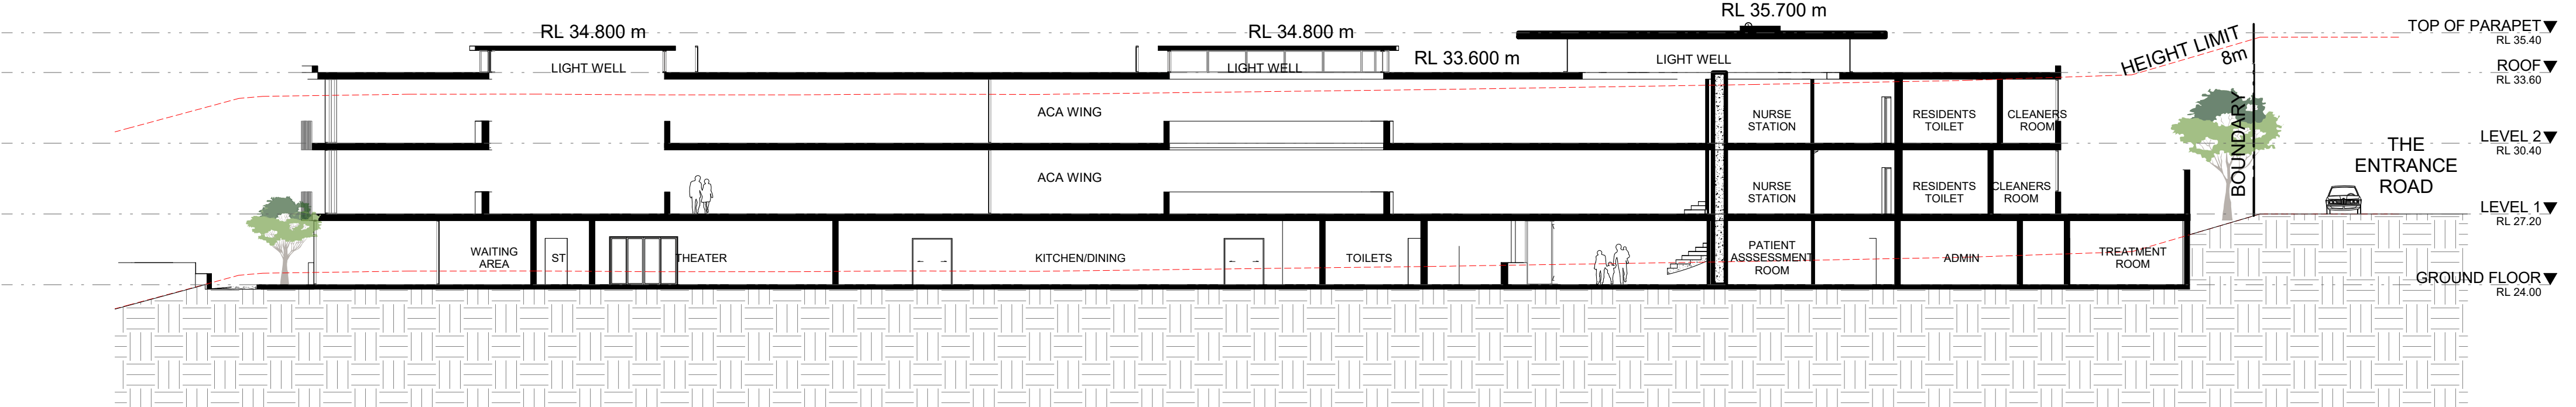 RL 34.800 m
RL 34.800 m
RL 35.700 m
RL 33.600 m
HEIGHT LIMIT
8m
TOP OF PARAPET
RL 35.40
LIGHT WELL
LIGHT WELL
LIGHT WELL
ROOF
RL 33.60
ACA WING
NURSE
STATION
RESIDENTS
TOILET
CLEANERS
ROOM
BOUNDARY
THE
ENTRANCE
ROAD
LEVEL 2
RL 30.40
ACA WING
NURSE
STATION
RESIDENTS
TOILET
CLEANERS
ROOM
LEVEL 1
RL 27.20
WAITING
AREA
ST
THEATER
KITCHEN/DINING
TOILETS
PATIENT
ASSSESSMENT
ROOM
ADMIN
TREATMENT
ROOM
GROUND FLOOR
RL 24.00